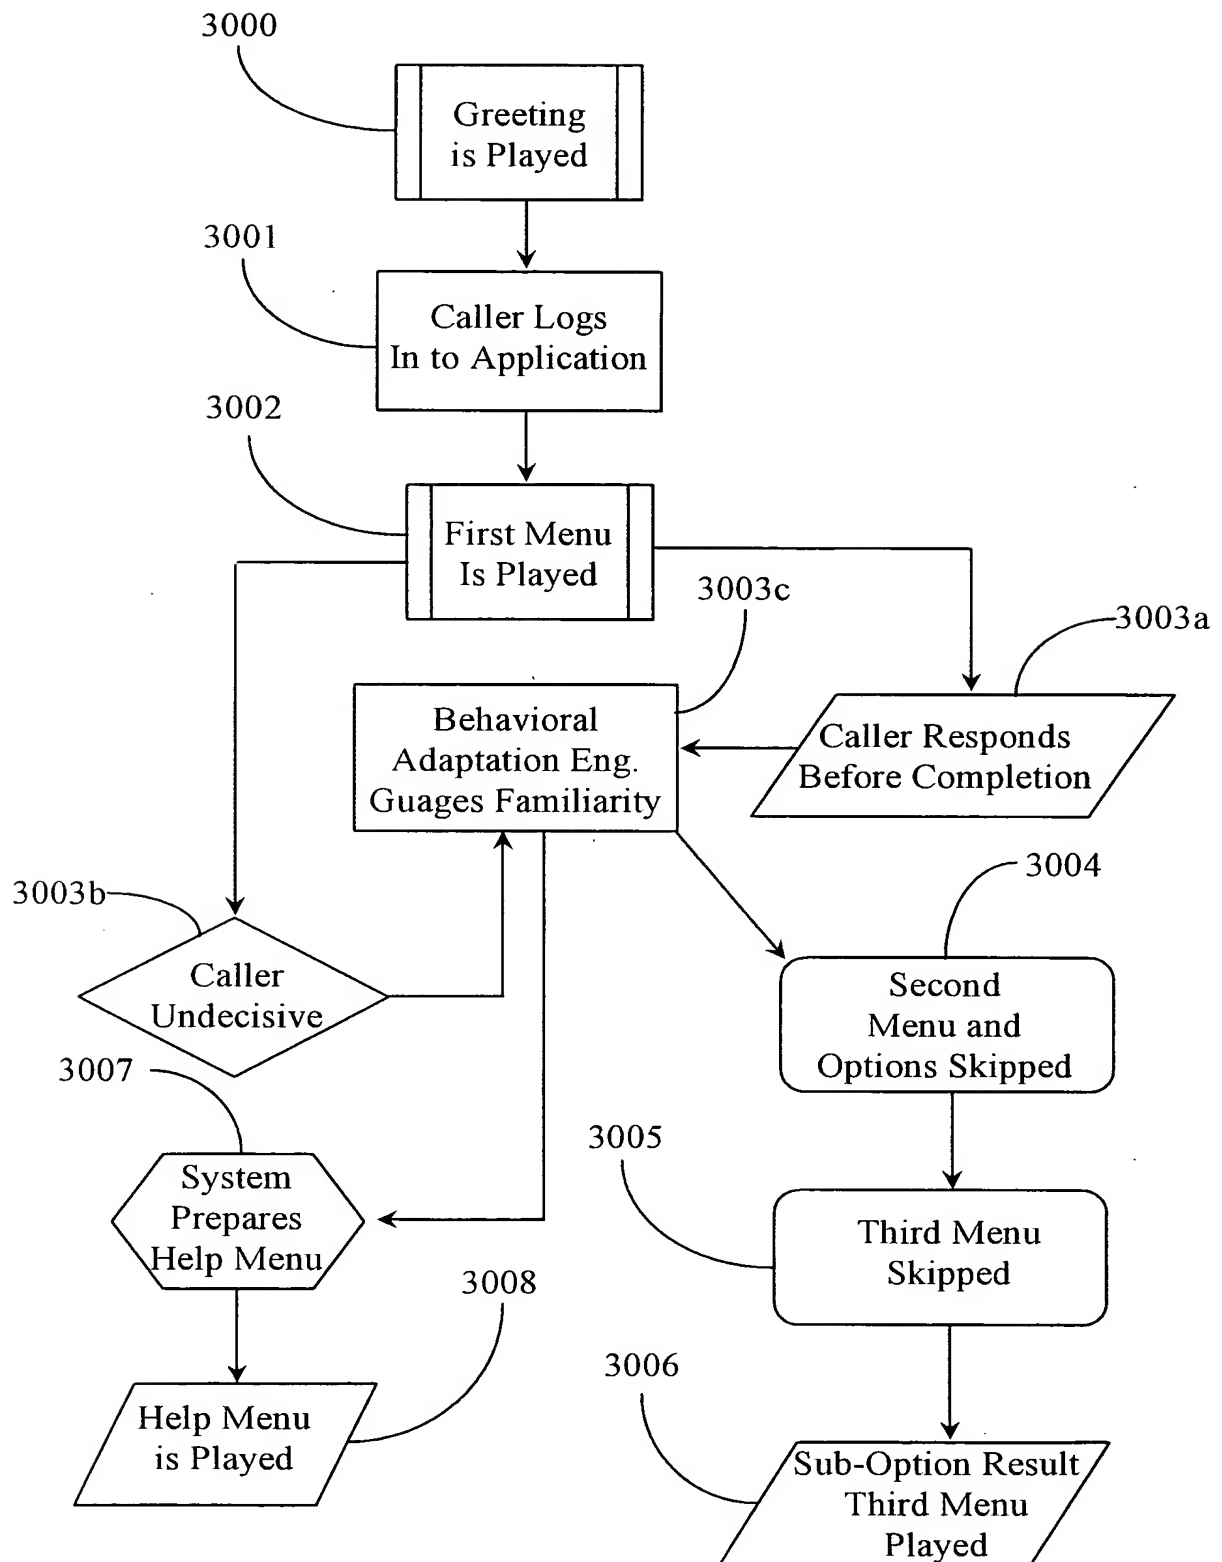 3000
Greeting
is Played
3001
Caller Logs
In to Application
3002
First Menu
Is Played
3003c
3003a
Behavioral
Adaptation Eng.
Guages Familiarity
Caller Responds
Before Completion
3003b
Caller
Undecisive
3004
Second
Menu and
Options Skipped
3007
System
Prepares
Help Menu
3005
Third Menu
Skipped
3008
Help Menu
is Played
3006
Sub-Option Result
Third Menu
Played